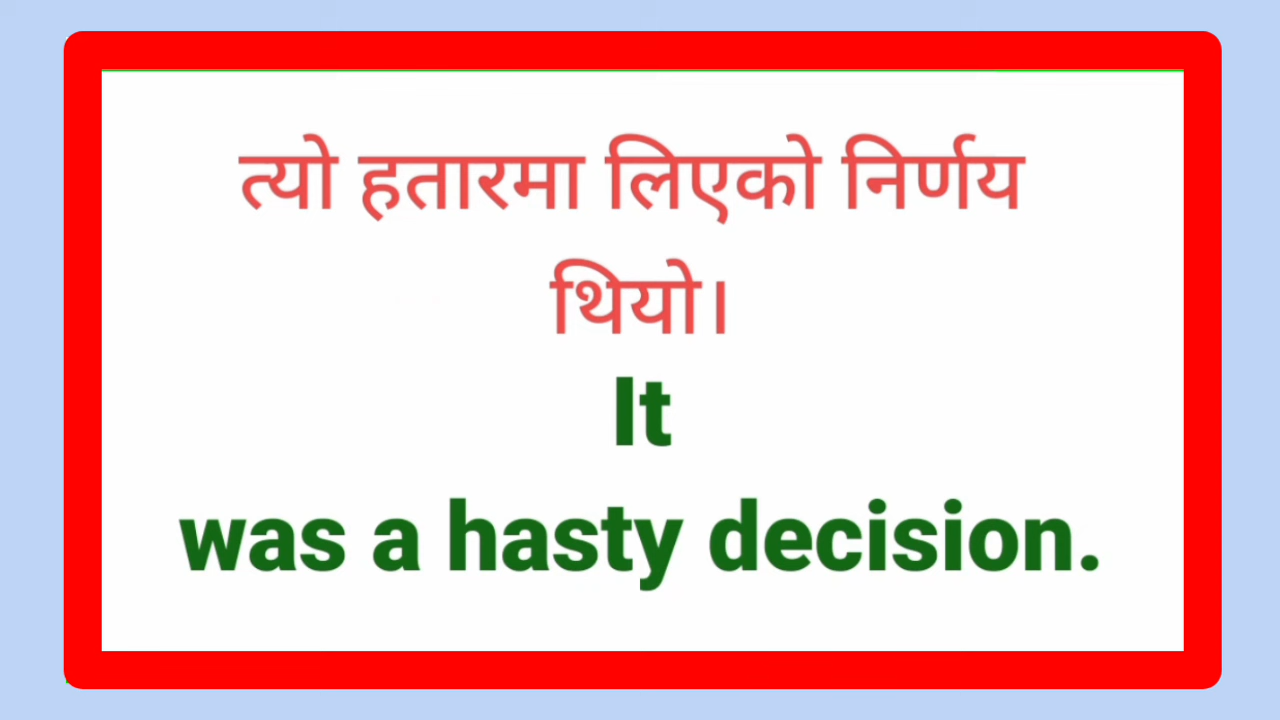 त्यो हतारमा लिएको निर्णय
थियो।
It
was a hasty decision.